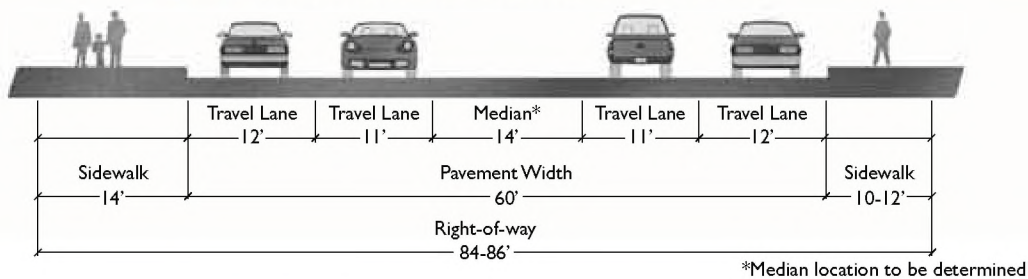 Travel Lane Travel Lane Median* Travel Lane Travel Lane
12' 11' 14' 11' 12'
Sidewalk Pavement Width Sidewalk
14' 60' 10-12'
Right-of-way
84-86'
*Median location to be determined